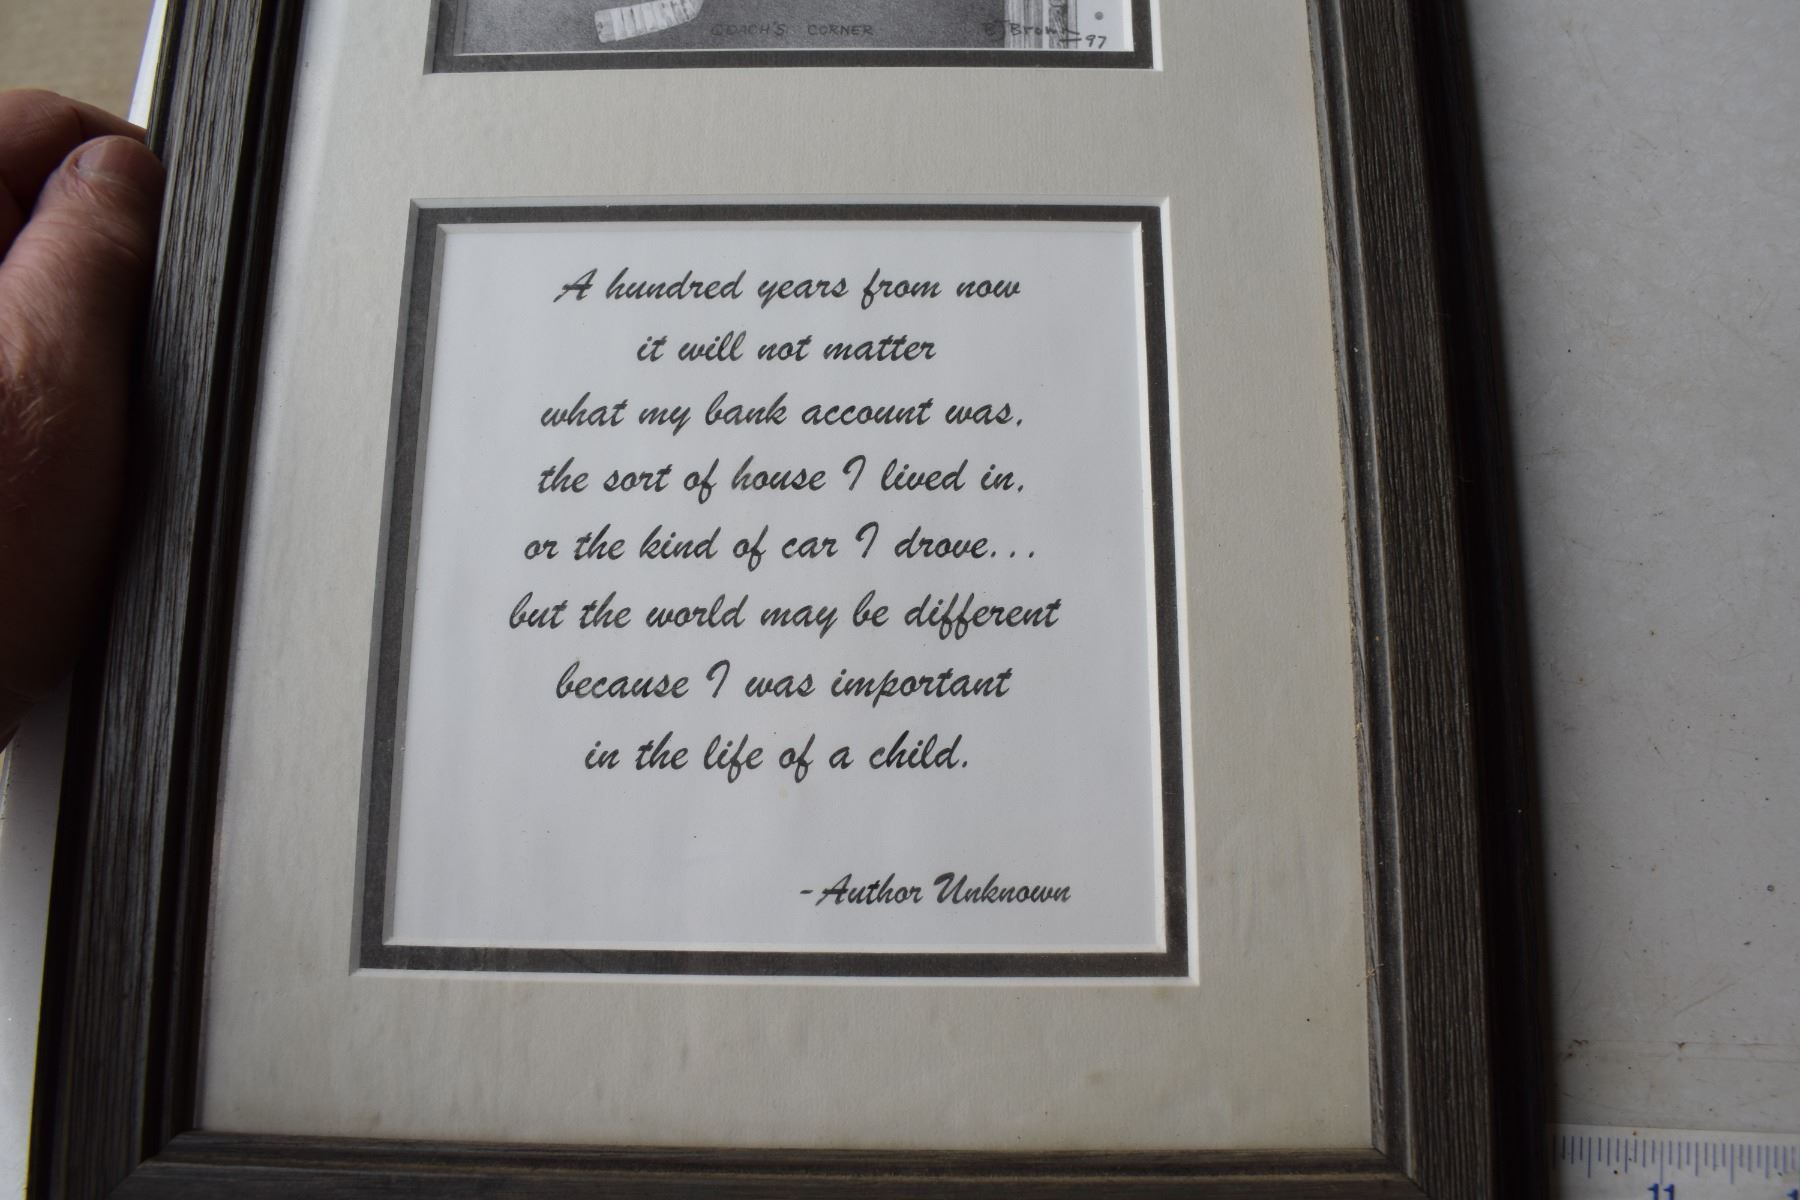 COACH'S CORNER
Brown
97
A hundred years from now
it will not matter
what my bank account was,
the sort of house I lived in,
or the kind of car I drove...
but the world may be different
because I was important
in the life of a child.
-Author Unknown
11